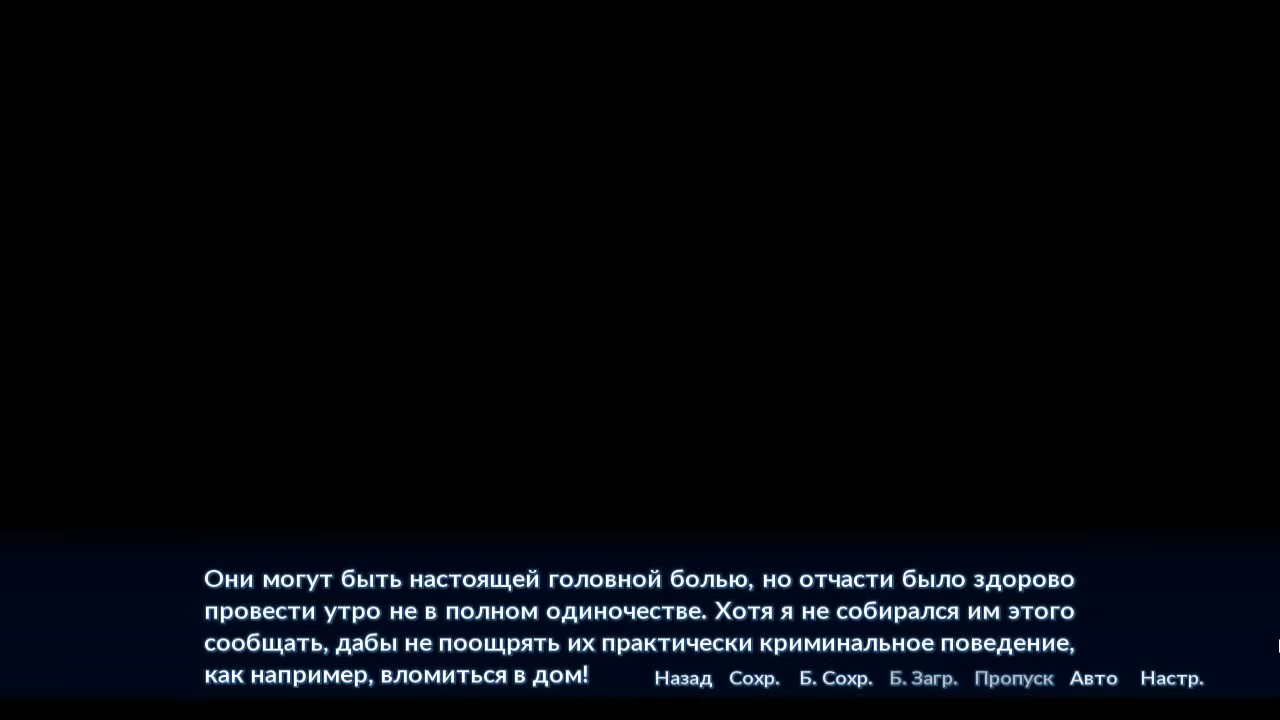 Они могут быть настоящей головной болью, но отчасти было здорово
провести утро не в полном одиночестве. Хотя я не собирался им этого
сообщать, дабы не поощрять их практически криминальное поведение,
как например, вломиться в дом!
Назад Сохр. Б. Сохр. Б. Загр. Пропуск Авто Настр.